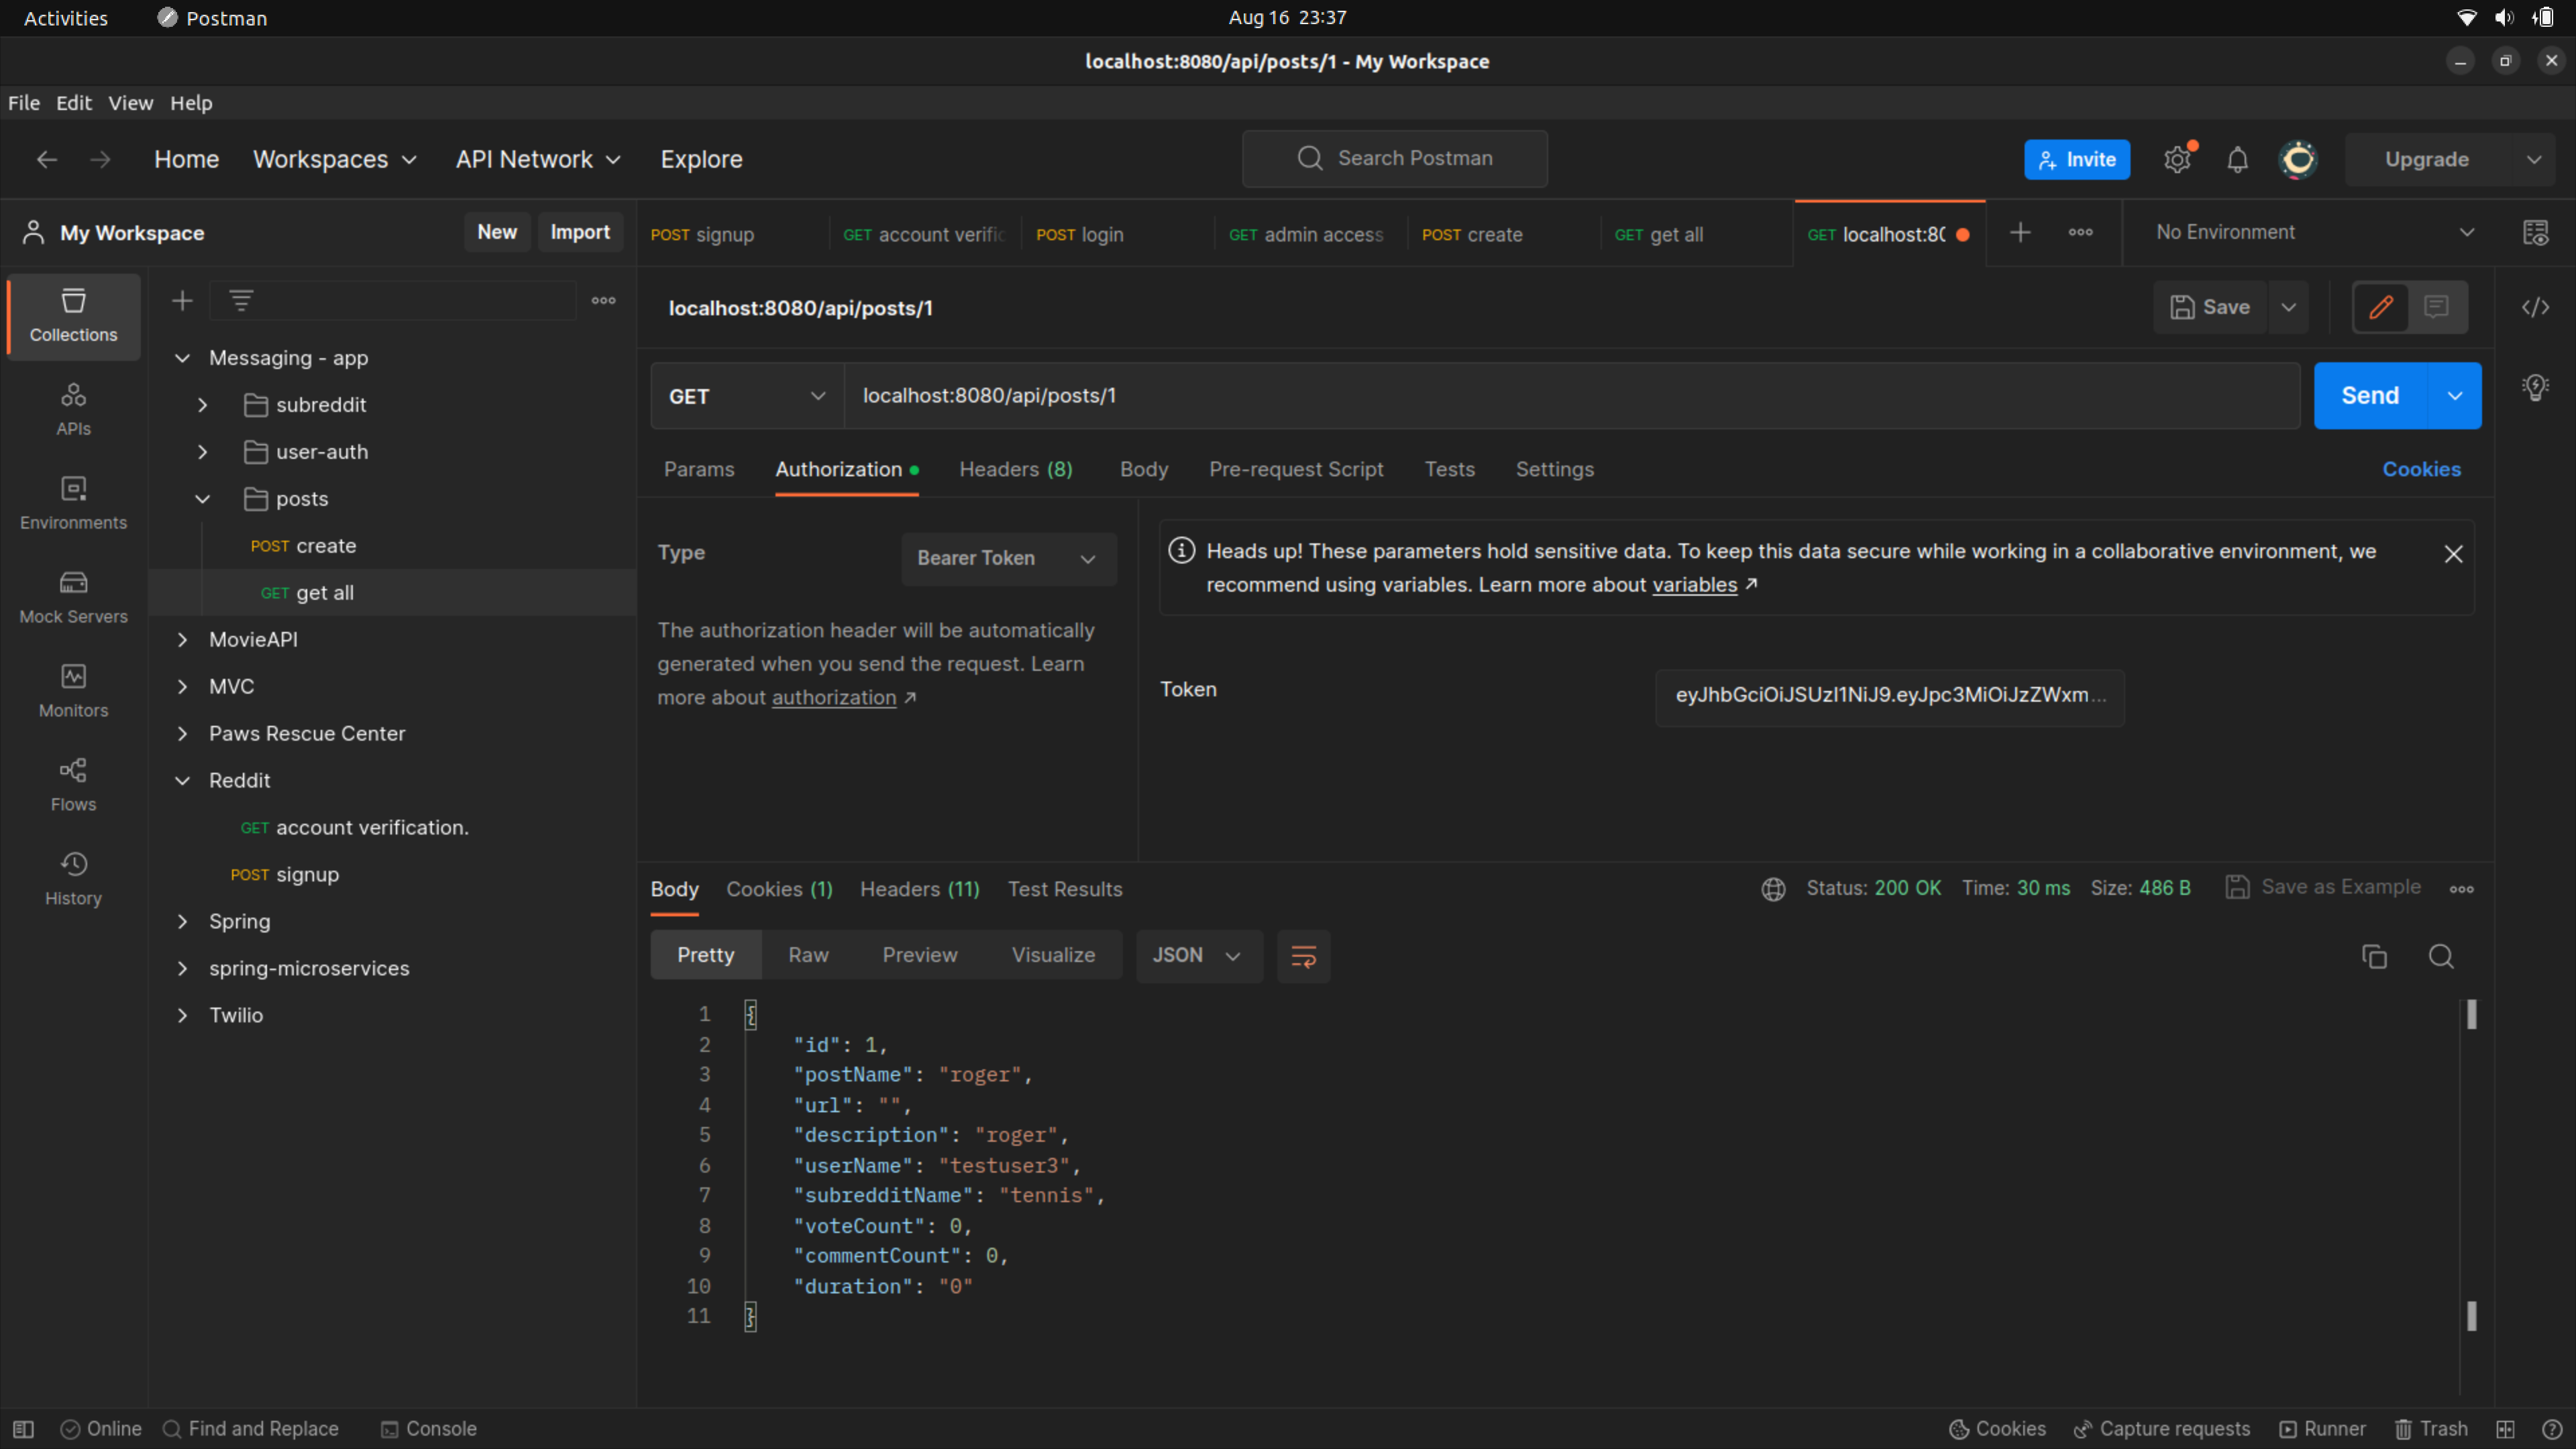 Activities Postman Aug 16 23:37
localhost:8080/api/posts/1 - My Workspace
File Edit View Help
Home Workspaces API Network Explore Search Postman Invite Upgrade
My Workspace New Import
POST signup GET account verific POST login GET admin access POST create GET get all GET localhost:80 No Environment
Collections
APIs
Environments
Mock Servers
Monitors
Flows
History
Messaging - app
subreddit
user-auth
posts
POST create
GET get all
MovieAPI
MVC
Paws Rescue Center
Reddit
GET account verification.
POST signup
Spring
spring-microservices
Twilio
localhost:8080/api/posts/1 Save
GET localhost:8080/api/posts/1 Send
Params Authorization Headers (8) Body Pre-request Script Tests Settings Cookies
Type Bearer Token
The authorization header will be automatically
generated when you send the request. Learn
more about authorization ↗
Heads up! These parameters hold sensitive data. To keep this data secure while working in a collaborative environment, we
recommend using variables. Learn more about variables ↗
Token eyJhbGciOiJSUzI1NiJ9.eyJpc3MiOiJzZWxm...
Body Cookies (1) Headers (11) Test Results Status: 200 OK Time: 30 ms Size: 486 B Save as Example
Pretty Raw Preview Visualize JSON
1 {
2 "id": 1,
3 "postName": "roger",
4 "url": "",
5 "description": "roger",
6 "userName": "testuser3",
7 "subredditName": "tennis",
8 "voteCount": 0,
9 "commentCount": 0,
10 "duration": "0"
11 }
Online Find and Replace Console Cookies Capture requests Runner Trash